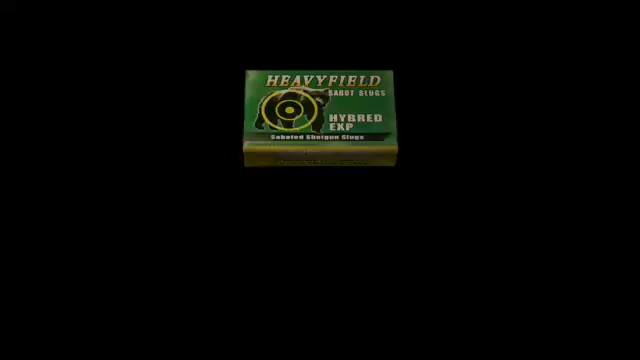 HEAVYFIELD
SABOT SLUGS
HYBRED
EXP
Saboted Shotgun Slugs